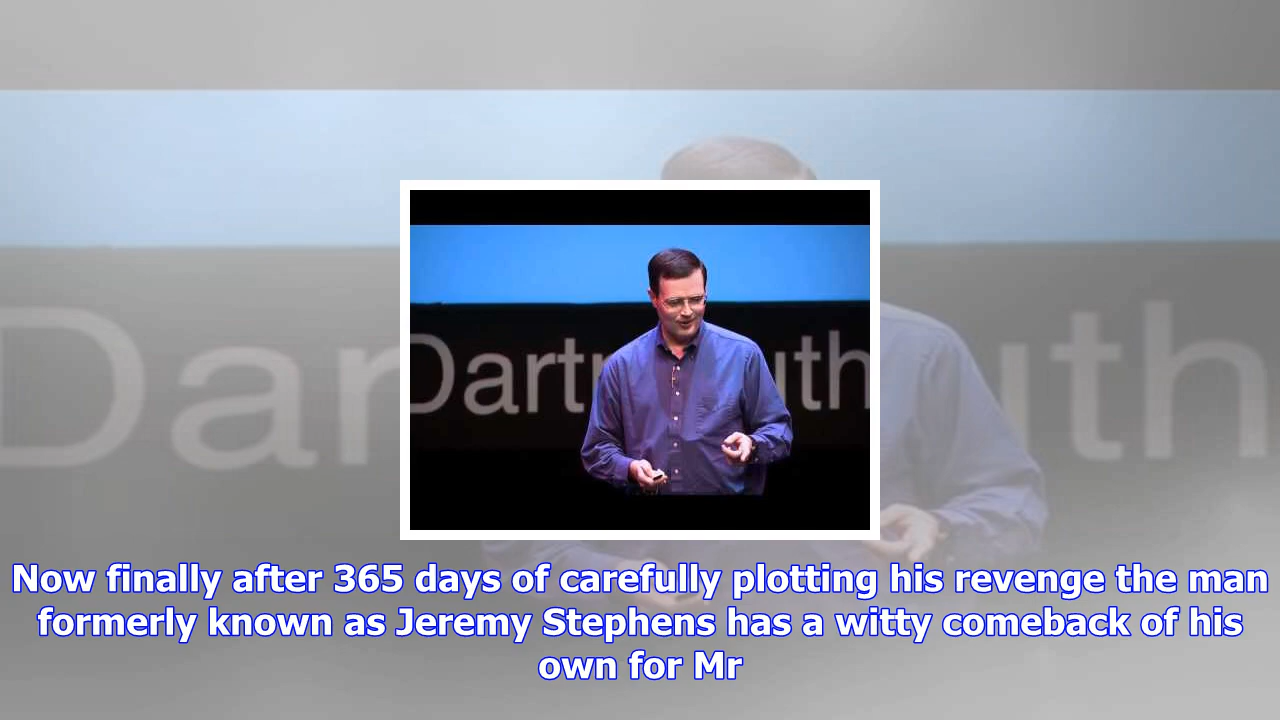 Dartmouth
Now finally after 365 days of carefully plotting his revenge the man
formerly known as Jeremy Stephens has a witty comeback of his
own for Mr